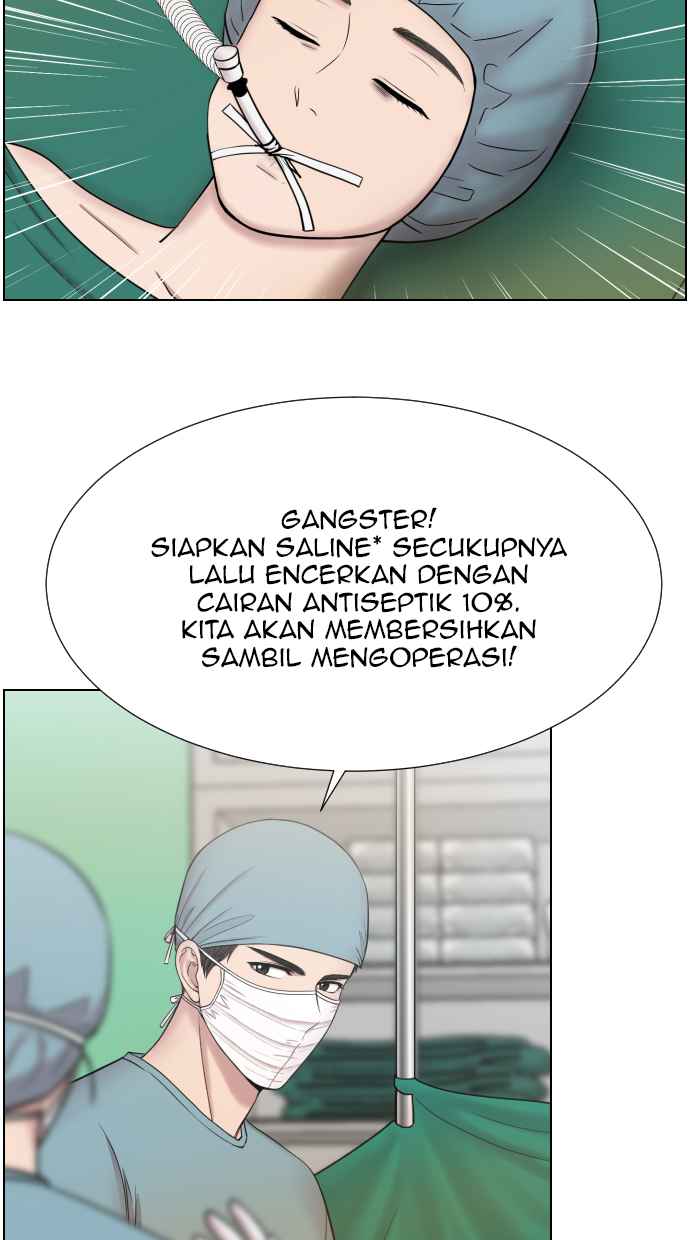 GANGSTER!
SIAPKAN SALINE* SECUKUPNYA
LALU ENCERKAN DENGAN
CAIRAN ANTISEPTIK 10%.
KITA AKAN MEMBERSIHKAN
SAMBIL MENGOPERASI!